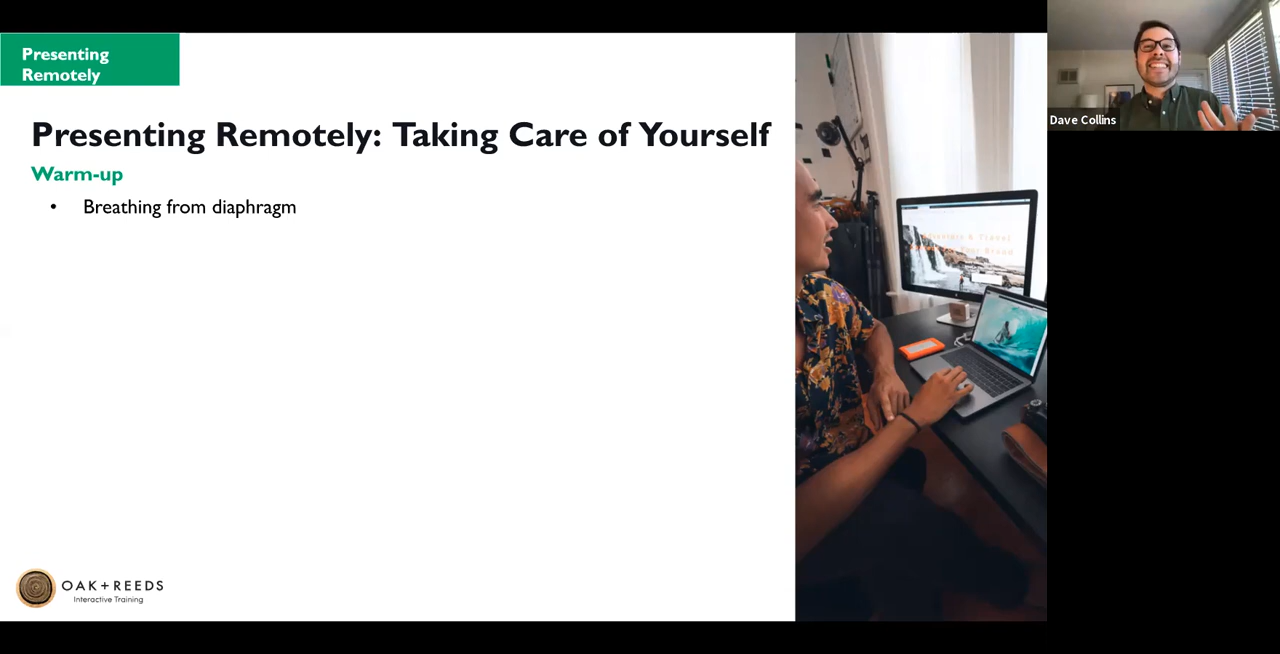 Presenting
Remotely
Presenting Remotely: Taking Care of Yourself
Warm-up
• Breathing from diaphragm
OAK+REEDS
Interactive Training
Dave Collins